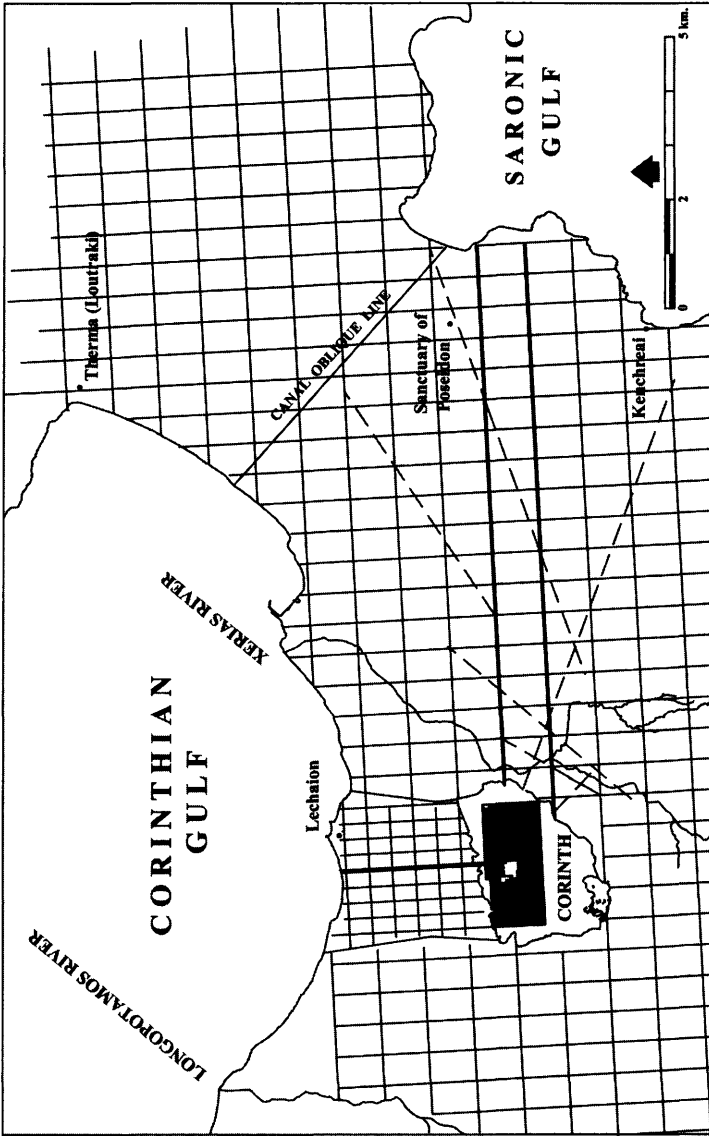 Therma (Loutraki)
SARONIC
GULF
5 km.
2
0
CANAL OBLIQUE LINE
Sanctuary of
Poseidon
Kenchreai
XERIAS RIVER
CORINTHIAN
GULF
Lechaion
LONGOPOTAMOS RIVER
CORINTH